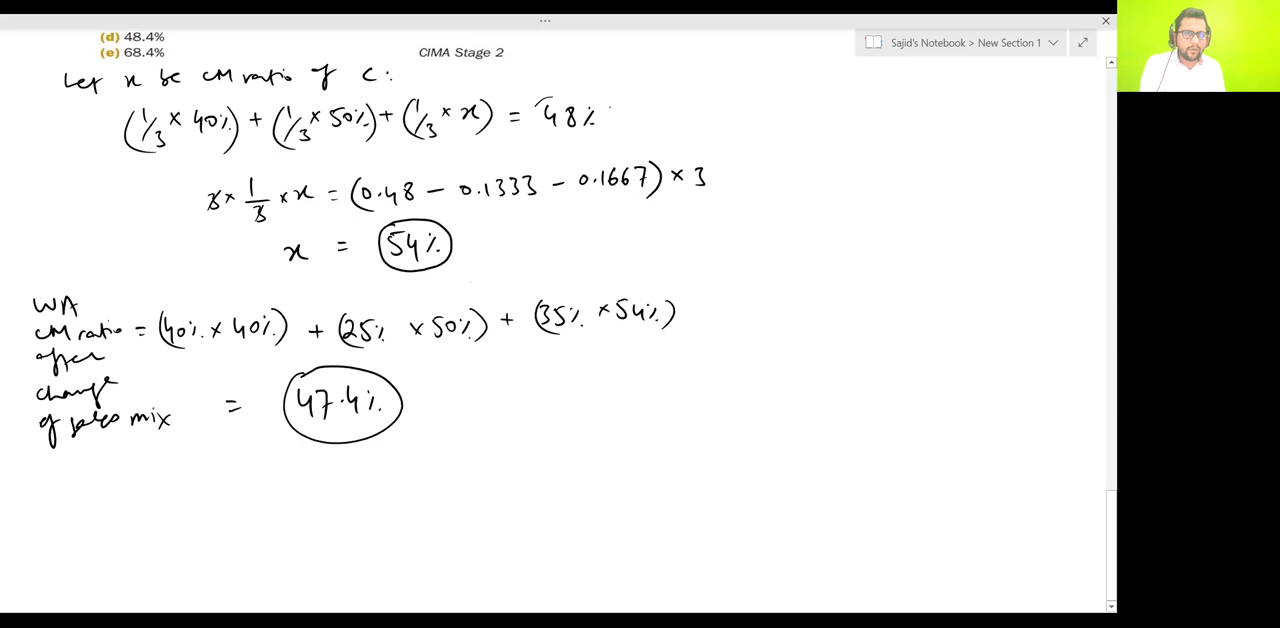 (d) 48.4%
(e) 68.4%
CIMA Stage 2
Sajid's Notebook > New Section 1
Let x be CM ratio of C:
(1/3 × 40%) + (1/3 × 50%) + (1/3 × x) = 48%
3 × 1/3 × x = (0.48 - 0.1333 - 0.1667) × 3
x = 54%
WA
CM ratio = (40% × 40%) + (25% × 50%) + (35% × 54%)
after
change
of sales mix = 47.4%